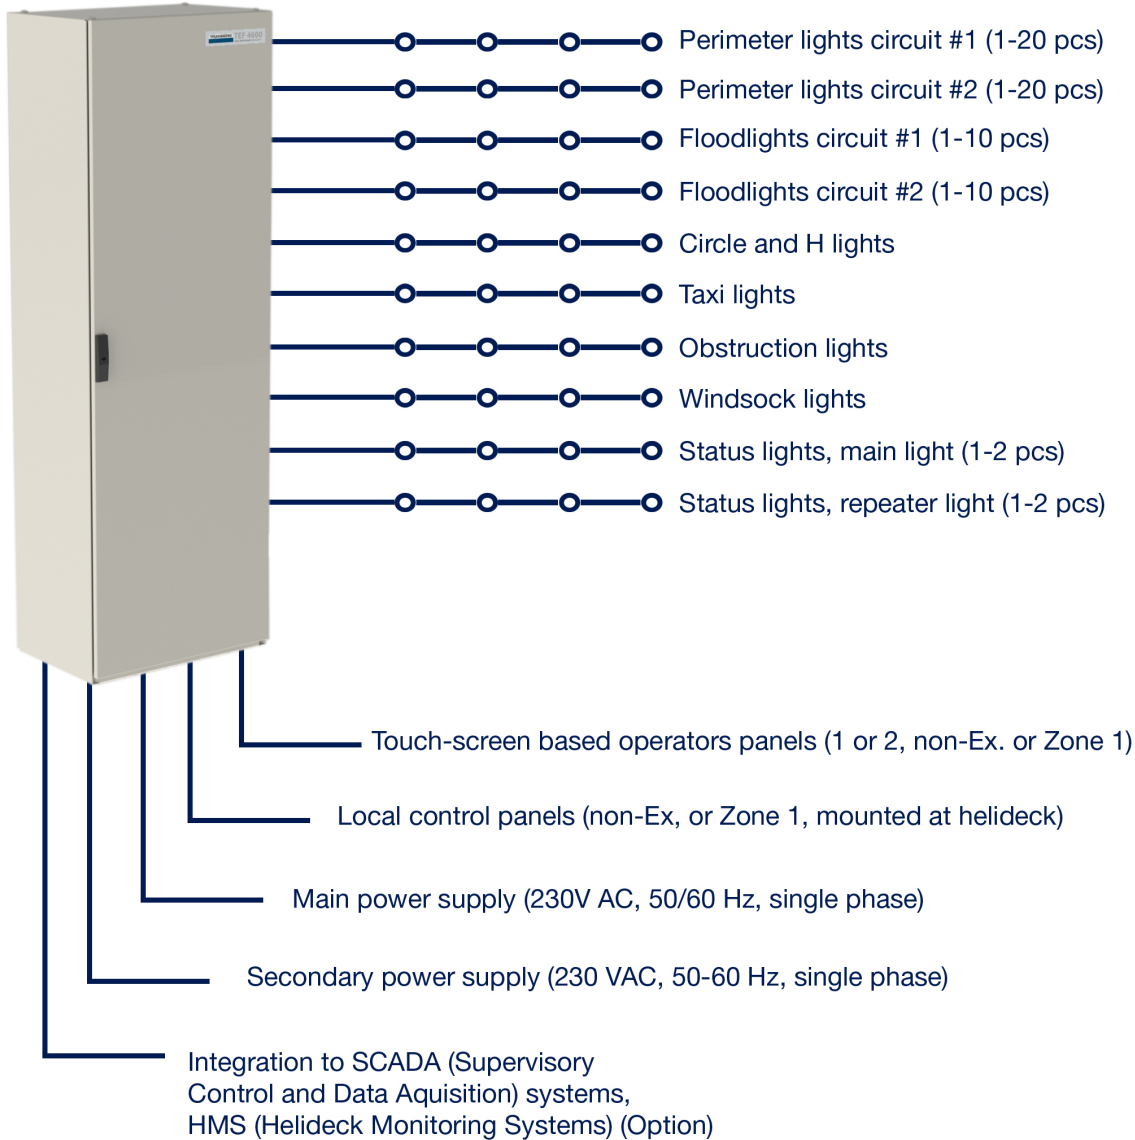 TEF 4600
Perimeter lights circuit #1 (1-20 pcs)
Perimeter lights circuit #2 (1-20 pcs)
Floodlights circuit #1 (1-10 pcs)
Floodlights circuit #2 (1-10 pcs)
Circle and H lights
Taxi lights
Obstruction lights
Windsock lights
Status lights, main light (1-2 pcs)
Status lights, repeater light (1-2 pcs)
Touch-screen based operators panels (1 or 2, non-Ex. or Zone 1)
Local control panels (non-Ex, or Zone 1, mounted at helideck)
Main power supply (230V AC, 50/60 Hz, single phase)
Secondary power supply (230 VAC, 50-60 Hz, single phase)
Integration to SCADA (Supervisory
Control and Data Aquisition) systems,
HMS (Helideck Monitoring Systems) (Option)